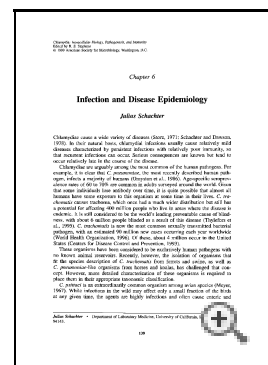 Chlamydia: Intracellular Biology, Pathogenesis, and Immunity
Edited by R. S. Stephens
© 1999 American Society for Microbiology, Washington, D.C.
Chapter 6
Infection and Disease Epidemiology
Julius Schachter
Chlamydiae cause a wide variety of diseases (Storz, 1971; Schachter and Dawson,
1978). In their natural hosts, chlamydial infections usually cause relatively mild
diseases characterized by persistent infections with relatively poor immunity, so
that recurrent infections can occur. Serious consequences are known but tend to
occur relatively late in the course of the disease.
Chlamydiae are arguably among the most common of the human pathogens. For
example, it is clear that C. pneumoniae, the most recently described human path-
ogen, infects a majority of humans (Grayston et al., 1986). Age-specific seropreva-
lence rates of 60 to 70% are common in adults surveyed around the world. Given
that some individuals lose antibody over time, it is quite possible that almost all
humans have some exposure to this organism at some time in their lives. C. tra-
chomatis causes trachoma, which once had a much wider distribution but still has
a potential for affecting 400 million people who live in areas where the disease is
endemic. It is still considered to be the world's leading preventable cause of blind-
ness, with about 6 million people blinded as a result of this disease (Thylefors et
al., 1995). C. trachomatis is now the most common sexually transmitted bacterial
pathogen, with an estimated 90 million new cases occurring each year worldwide
(World Health Organization, 1996). Of these, about 4 million occur in the United
States (Centers for Disease Control and Prevention, 1993).
These organisms have been considered to be exclusively human pathogens with
no known animal reservoirs. Recently, however, the isolation of organisms that
fit the species description of C. trachomatis from ferrets and swine, as well as
C. pneumoniae-like organisms from horses and koalas, has challenged that con-
cept. However, more detailed characterization of these organisms is required to
place them in their appropriate taxonomic classification.
C. psittaci is an extraordinarily common organism among avian species (Meyer,
1967). While infections in the wild may affect only a small fraction of the birds
at any given time, the agents are highly infectious and often cause enteric and
Julius Schachter • Department of Laboratory Medicine, University of California,
94143.
109